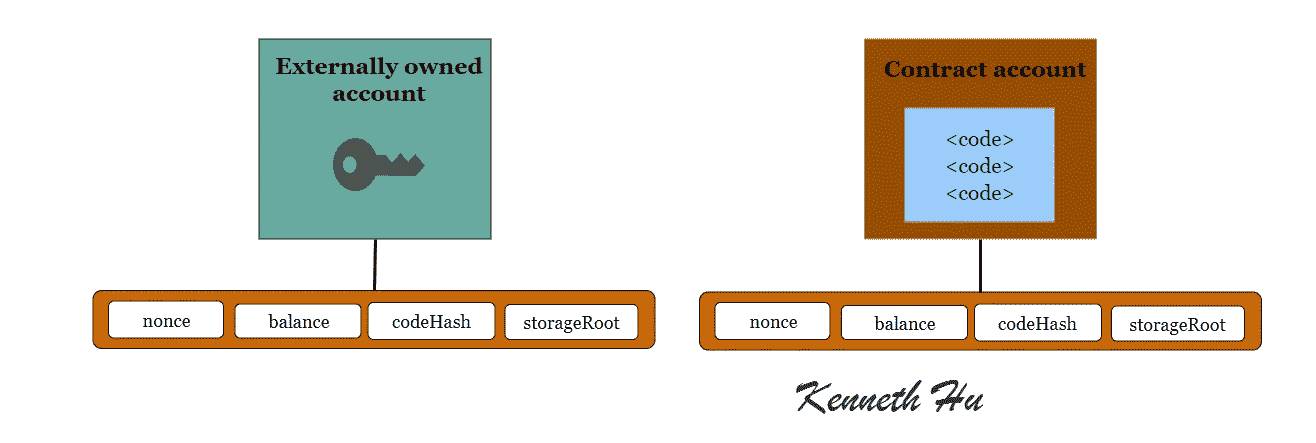 Externally owned
account
Contract account
<code>
<code>
<code>
nonce balance codeHash storageRoot
nonce balance codeHash storageRoot
Kenneth Hu